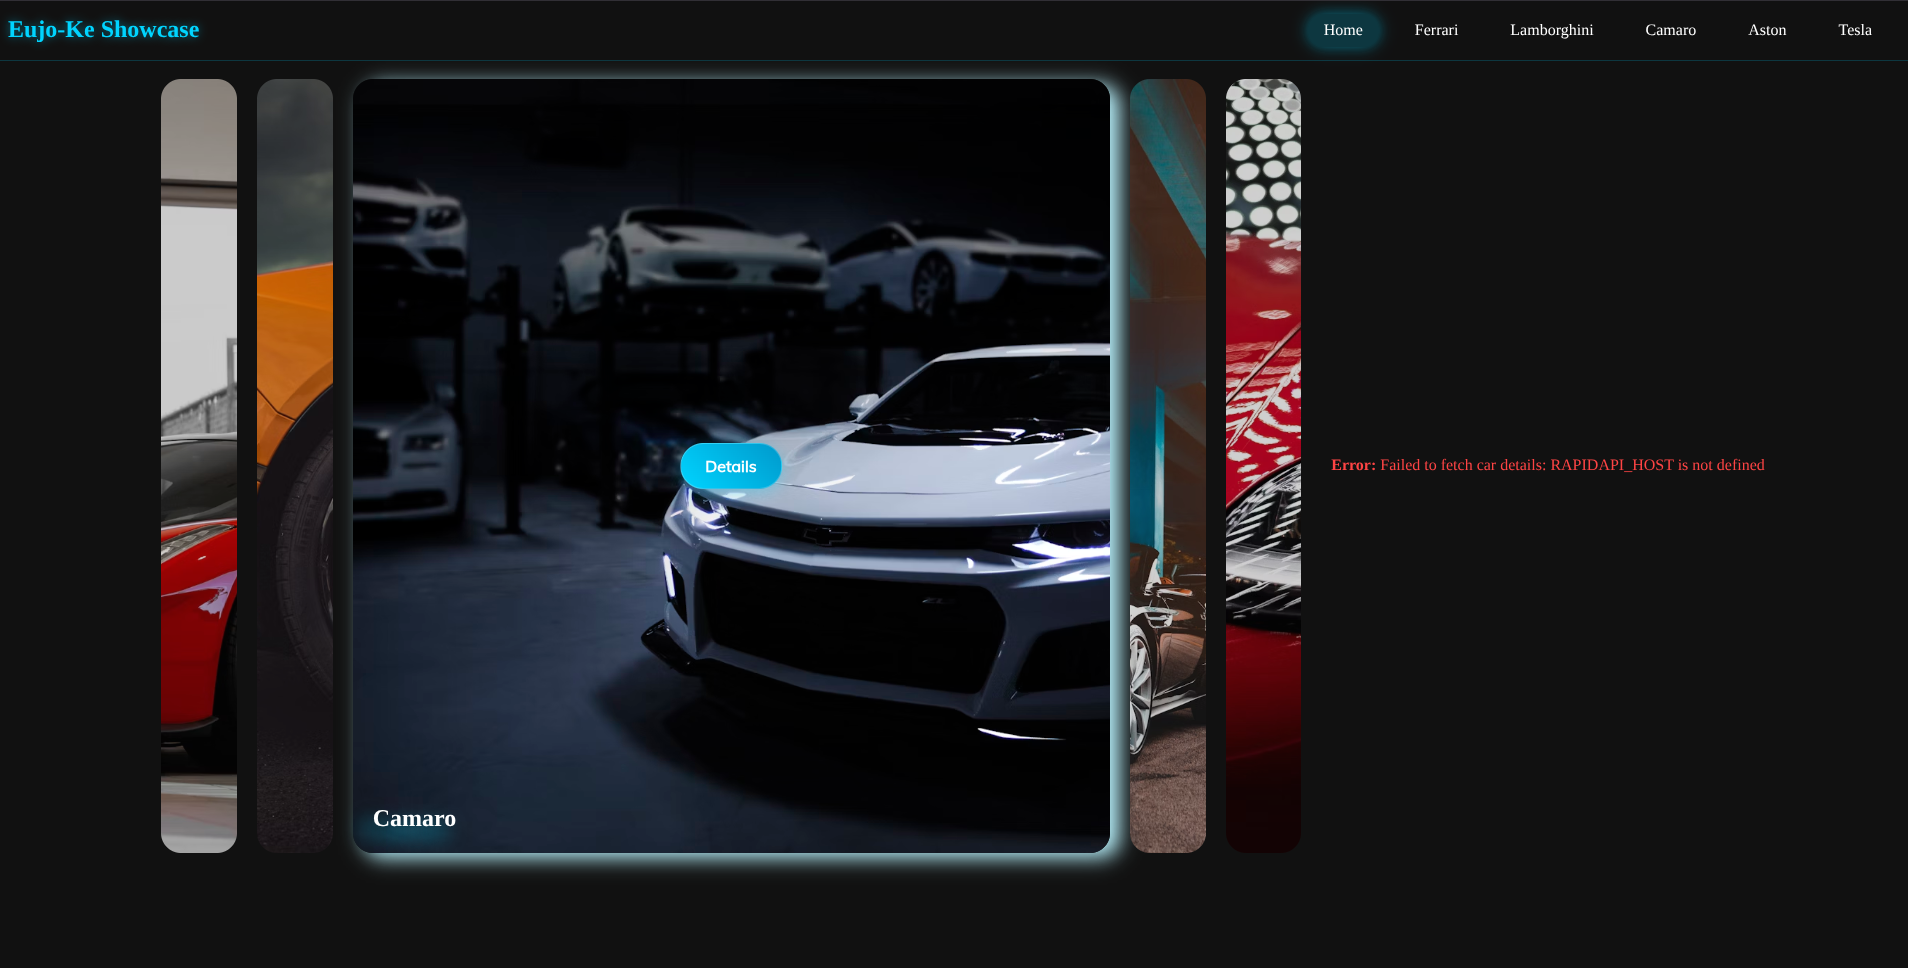 Eujo-Ke Showcase
Home Ferrari Lamborghini Camaro Aston Tesla
Details
Error: Failed to fetch car details: RAPIDAPI_HOST is not defined
Camaro